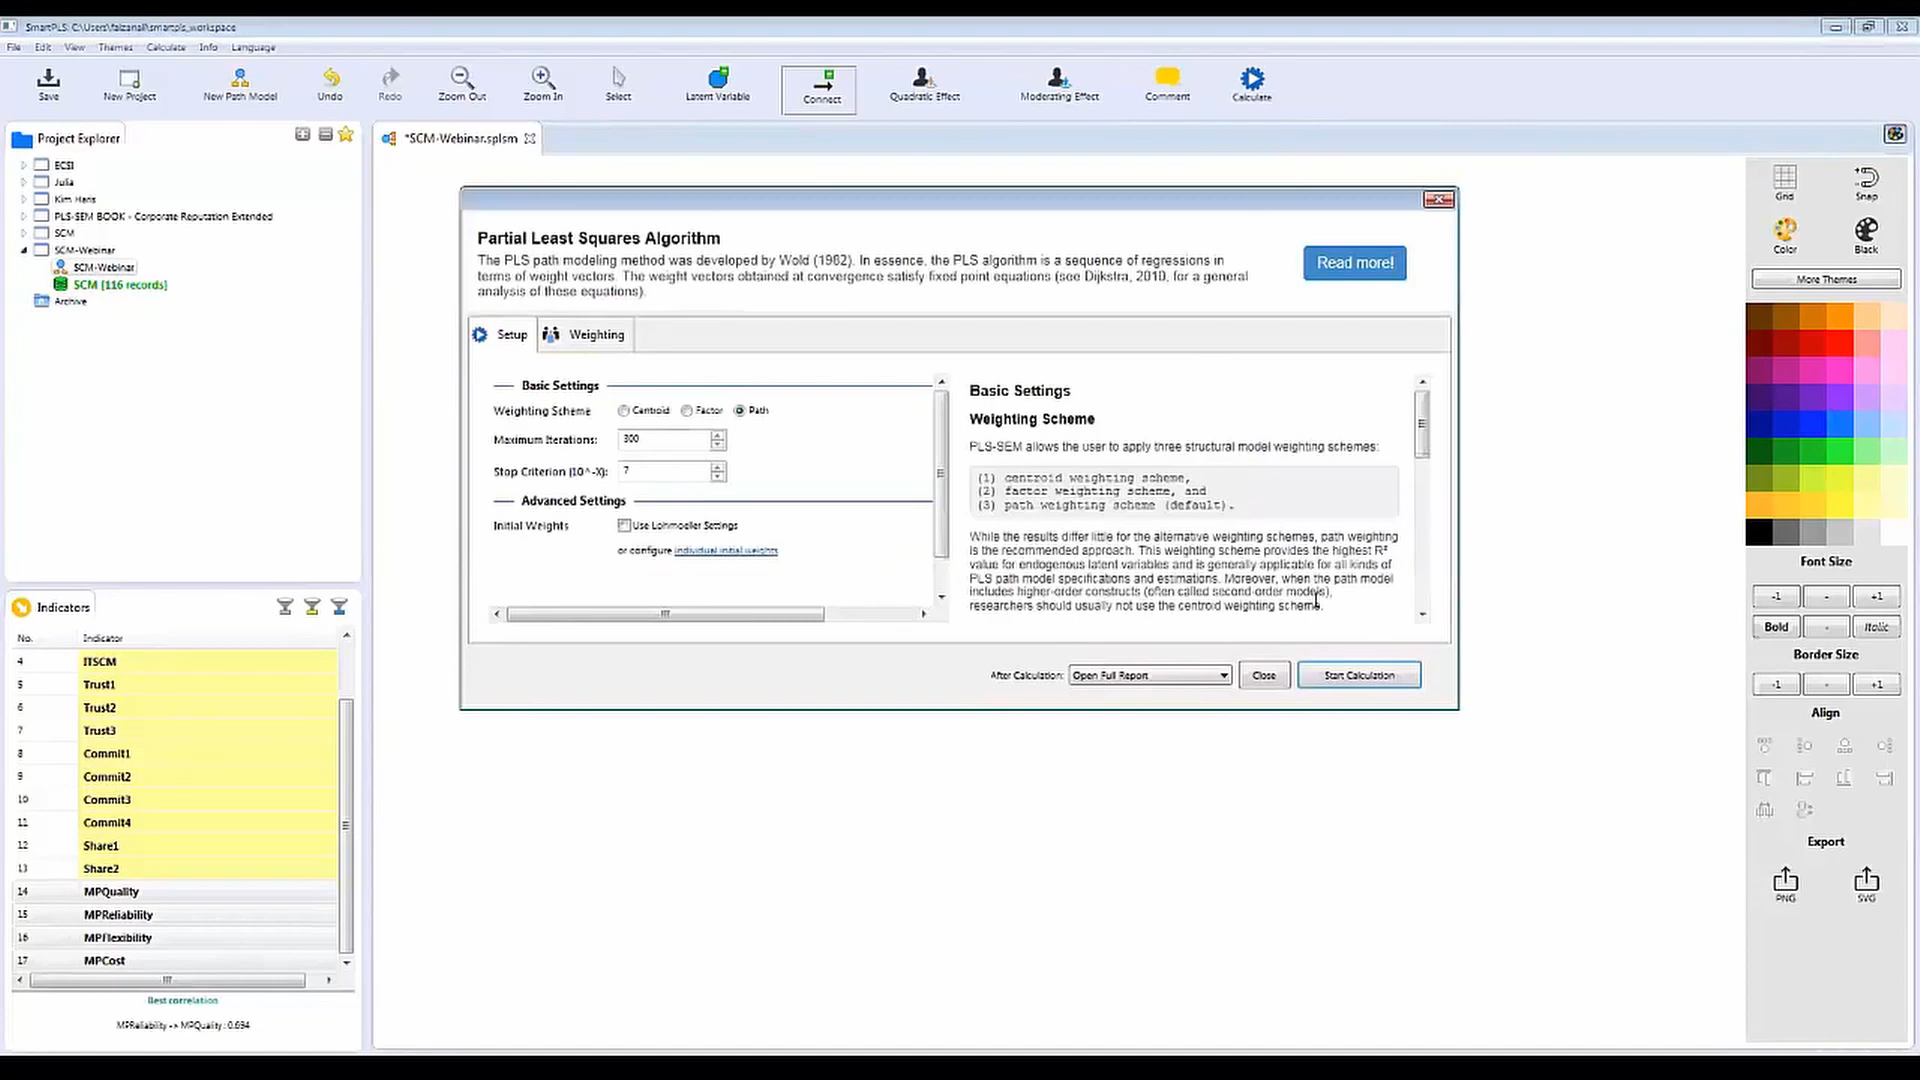 SmartPLS: C:\Users\faizanali\smartpls_workspace
File Edit View Themes Calculate Info Language
Save New Project New Path Model Undo Redo Zoom Out Zoom In Select Latent Variable Connect Quadratic Effect Moderating Effect Comment Calculate
Project Explorer
ECSI
Julia
Kim Haris
PLS-SEM BOOK - Corporate Reputation Extended
SCM
SCM-Webinar
SCM-Webinar
SCM [116 records]
Archive
Indicators
No. Indicator
4 ITSCM
5 Trust1
6 Trust2
7 Trust3
8 Commit1
9 Commit2
10 Commit3
11 Commit4
12 Share1
13 Share2
14 MPQuality
15 MPReliability
16 MPFlexibility
17 MPCost
Best correlation
MPReliability -> MPQuality : 0.694
*SCM-Webinar.splsm
Partial Least Squares Algorithm
The PLS path modeling method was developed by Wold (1982). In essence, the PLS algorithm is a sequence of regressions in
terms of weight vectors. The weight vectors obtained at convergence satisfy fixed point equations (see Dijkstra, 2010, for a general
analysis of these equations).
Read more!
Setup Weighting
Basic Settings
Weighting Scheme Centroid Factor Path
Maximum Iterations: 300
Stop Criterion (10^-X): 7
Advanced Settings
Initial Weights Use Lohmoeller Settings
or configure individual initial weights
Basic Settings
Weighting Scheme
PLS-SEM allows the user to apply three structural model weighting schemes:
(1) centroid weighting scheme,
(2) factor weighting scheme, and
(3) path weighting scheme (default).
While the results differ little for the alternative weighting schemes, path weighting
is the recommended approach. This weighting scheme provides the highest R²
value for endogenous latent variables and is generally applicable for all kinds of
PLS path model specifications and estimations. Moreover, when the path model
includes higher-order constructs (often called second-order models),
researchers should usually not use the centroid weighting scheme.
After Calculation: Open Full Report Close Start Calculation
Grid Snap
Color Black
More Themes
Font Size
-1 - +1
Bold - Italic
Border Size
-1 - +1
Align
Export
PNG SVG